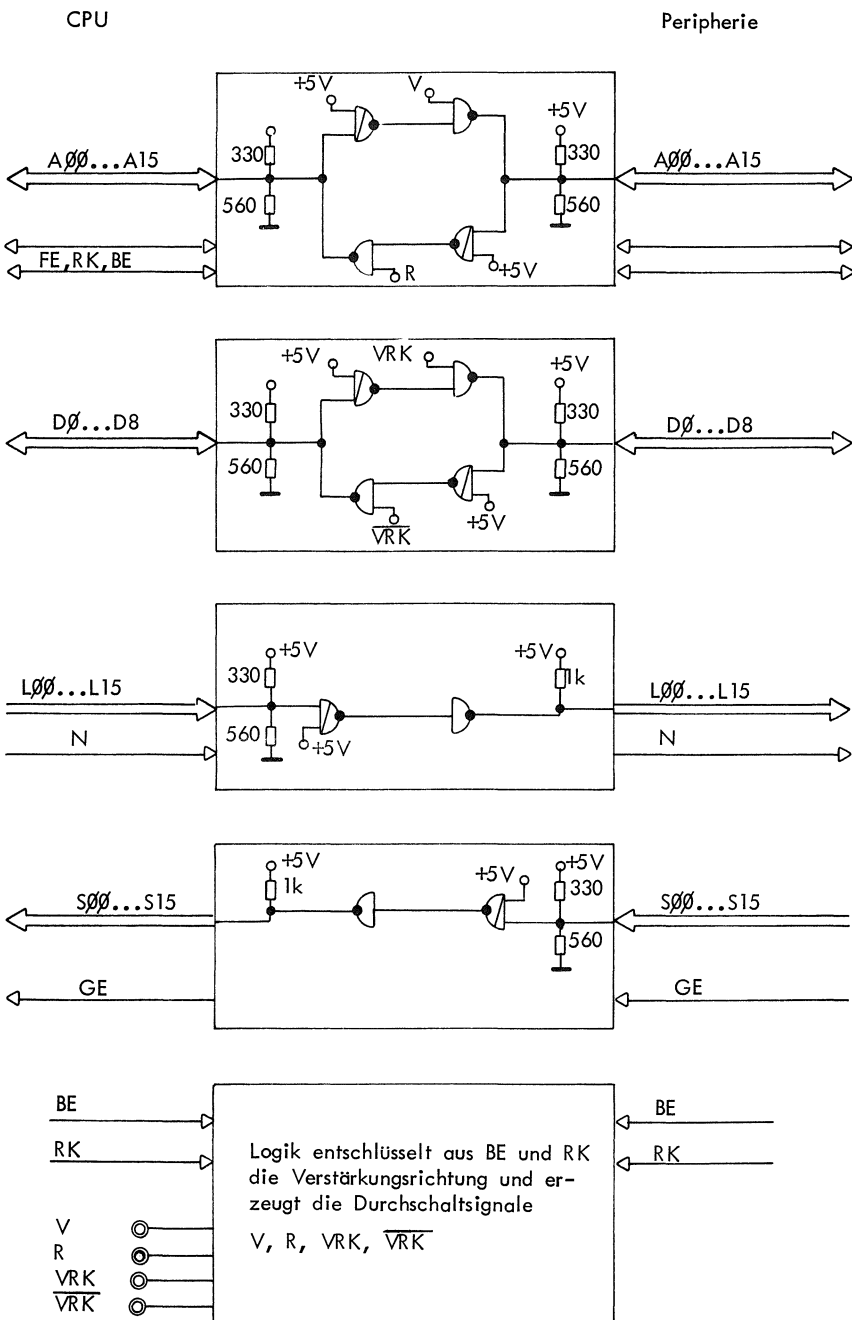 CPU
Peripherie
+5V
V
+5V
330
330
AØØ...A15
AØØ...A15
560
560
FE,RK,BE
R
+5V
+5V
VRK
+5V
330
330
DØ...D8
DØ...D8
560
560
V̅R̅K̅
+5V
+5V
+5V
330
1k
LØØ...L15
LØØ...L15
560
+5V
N
N
+5V
+5V
+5V
1k
330
SØØ...S15
SØØ...S15
560
GE
GE
BE
BE
RK
RK
Logik entschlüsselt aus BE und RK
die Verstärkungsrichtung und er-
zeugt die Durchschaltsignale
V, R, VRK, V̅R̅K̅
V
R
VRK
V̅R̅K̅